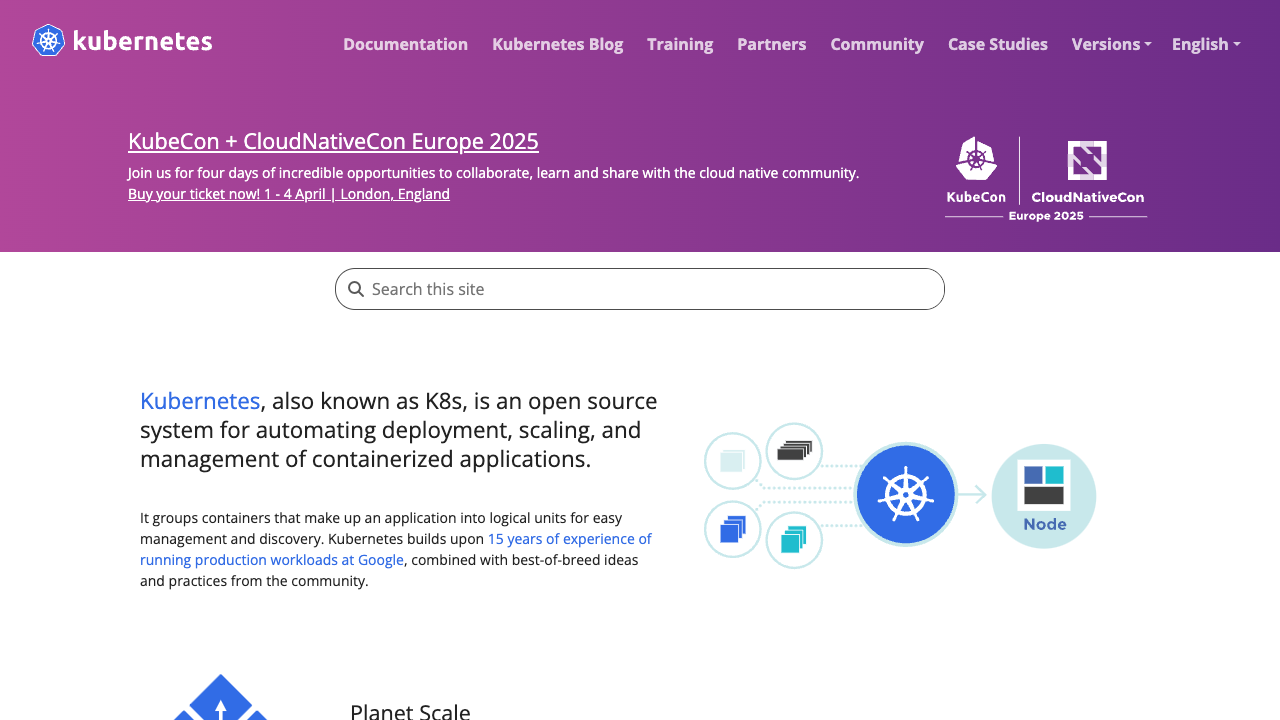 kubernetes
Documentation
Kubernetes Blog
Training
Partners
Community
Case Studies
Versions
English
KubeCon + CloudNativeCon Europe 2025
Join us for four days of incredible opportunities to collaborate, learn and share with the cloud native community.
Buy your ticket now! 1 - 4 April | London, England
KubeCon
CloudNativeCon
Europe 2025
Search this site
Kubernetes, also known as K8s, is an open source
system for automating deployment, scaling, and
management of containerized applications.
It groups containers that make up an application into logical units for easy
management and discovery. Kubernetes builds upon 15 years of experience of
running production workloads at Google, combined with best-of-breed ideas
and practices from the community.
Node
Planet Scale